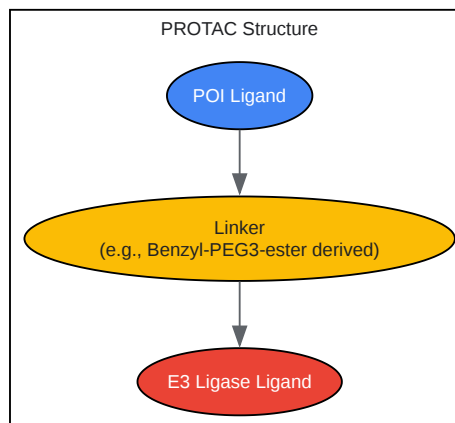 PROTAC Structure
POI Ligand
Linker
(e.g., Benzyl-PEG3-ester derived)
E3 Ligase Ligand